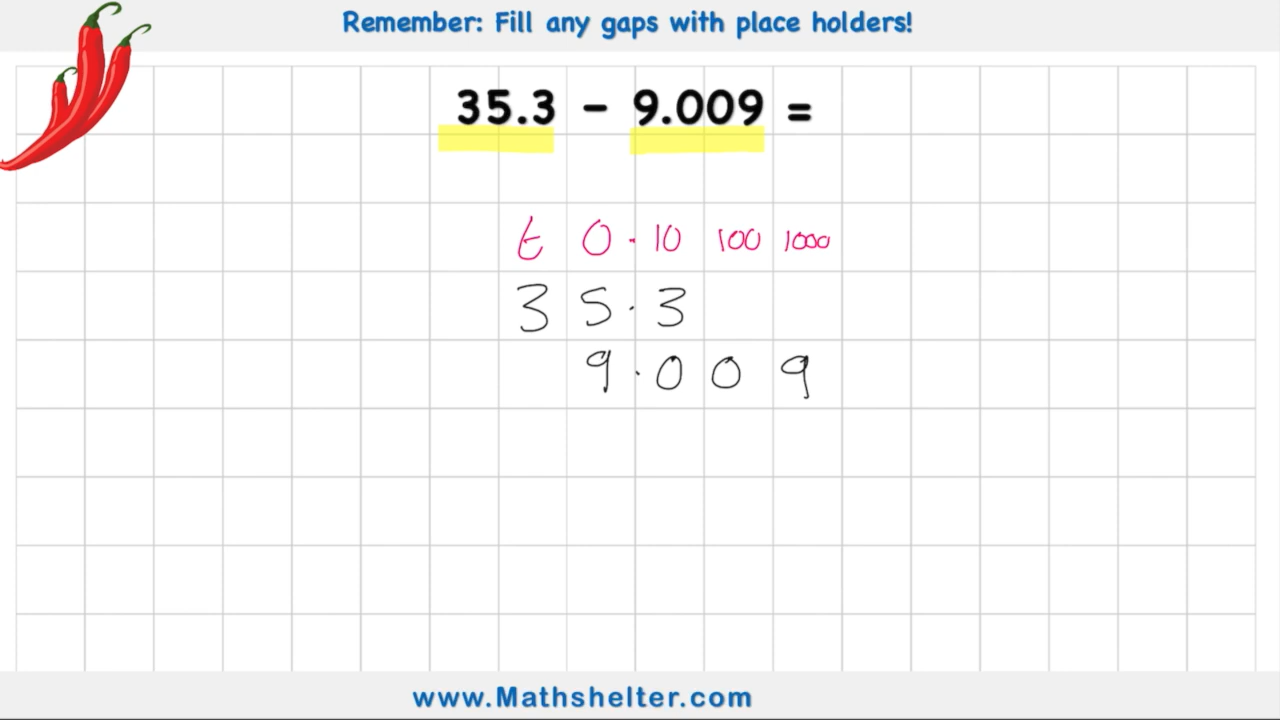 Remember: Fill any gaps with place holders!
35.3 – 9.009 =
t O . 10 100 1000
3 5 . 3
9 . 0 0 9
www.Mathshelter.com